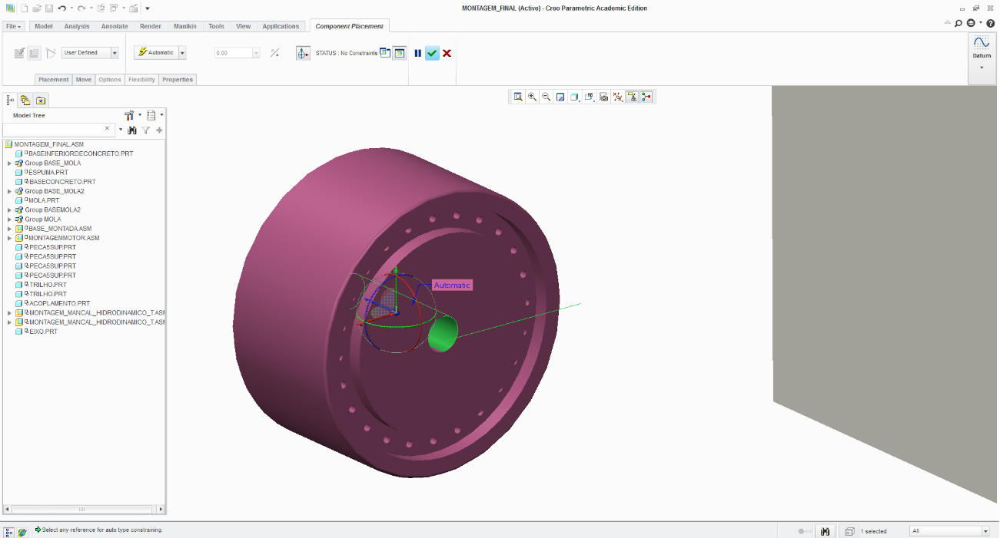 MONTAGEM_FINAL (Active) - Creo Parametric Academic Edition
File Model Analysis Annotate Render Manikin Tools View Applications Component Placement
User Defined Automatic 0.00 STATUS : No Constraints
Datum
Placement Move Options Flexibility Properties
Model Tree
MONTAGEM_FINAL.ASM
BASEINFERIORDECONCRETO.PRT
Group BASE_MOLA
ESPUMA.PRT
BASECONCRETO.PRT
Group BASE_MOLA2
MOLA.PRT
Group BASEMOLA2
Group MOLA
BASE_MONTADA.ASM
MONTAGEMMOTOR.ASM
PECA5SUP.PRT
PECA5SUP.PRT
PECA5SUP.PRT
PECA5SUP.PRT
TRILHO.PRT
TRILHO.PRT
ACOPLAMENTO.PRT
MONTAGEM_MANCAL_HIDRODINAMICO_T.ASM
MONTAGEM_MANCAL_HIDRODINAMICO_T.ASM
EIXO.PRT
Automatic
Select any reference for auto type constraining.
1 selected
All